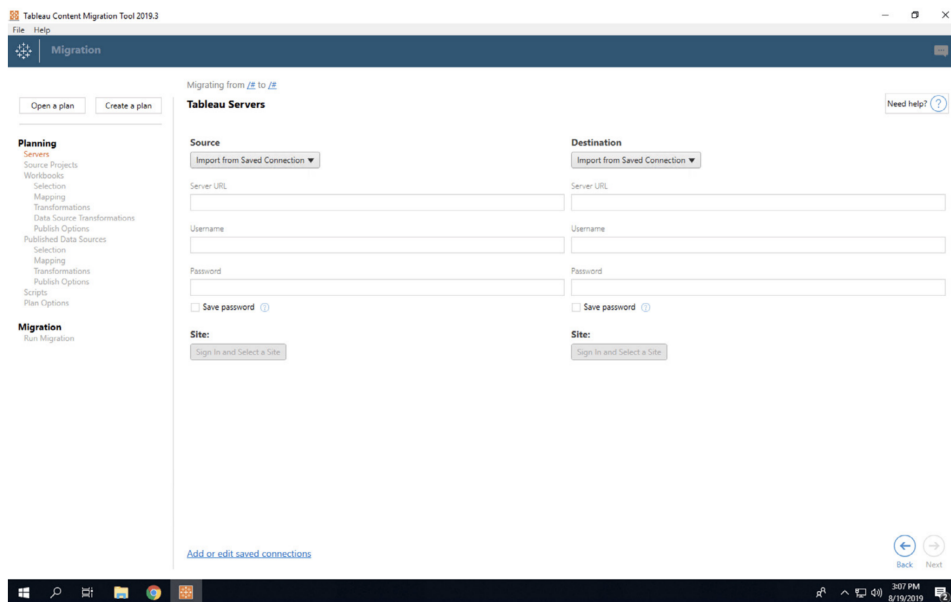 Tableau Content Migration Tool 2019.3
File Help
Migration
Migrating from /# to /#
Open a plan Create a plan
Tableau Servers
Need help? ?
Planning
Servers
Source Projects
Workbooks
Selection
Mapping
Transformations
Data Source Transformations
Publish Options
Published Data Sources
Selection
Mapping
Transformations
Publish Options
Scripts
Plan Options
Migration
Run Migration
Source
Import from Saved Connection
Server URL
Username
Password
Save password ?
Site:
Sign In and Select a Site
Destination
Import from Saved Connection
Server URL
Username
Password
Save password ?
Site:
Sign In and Select a Site
Add or edit saved connections
Back Next
3:07 PM
8/19/2019
2